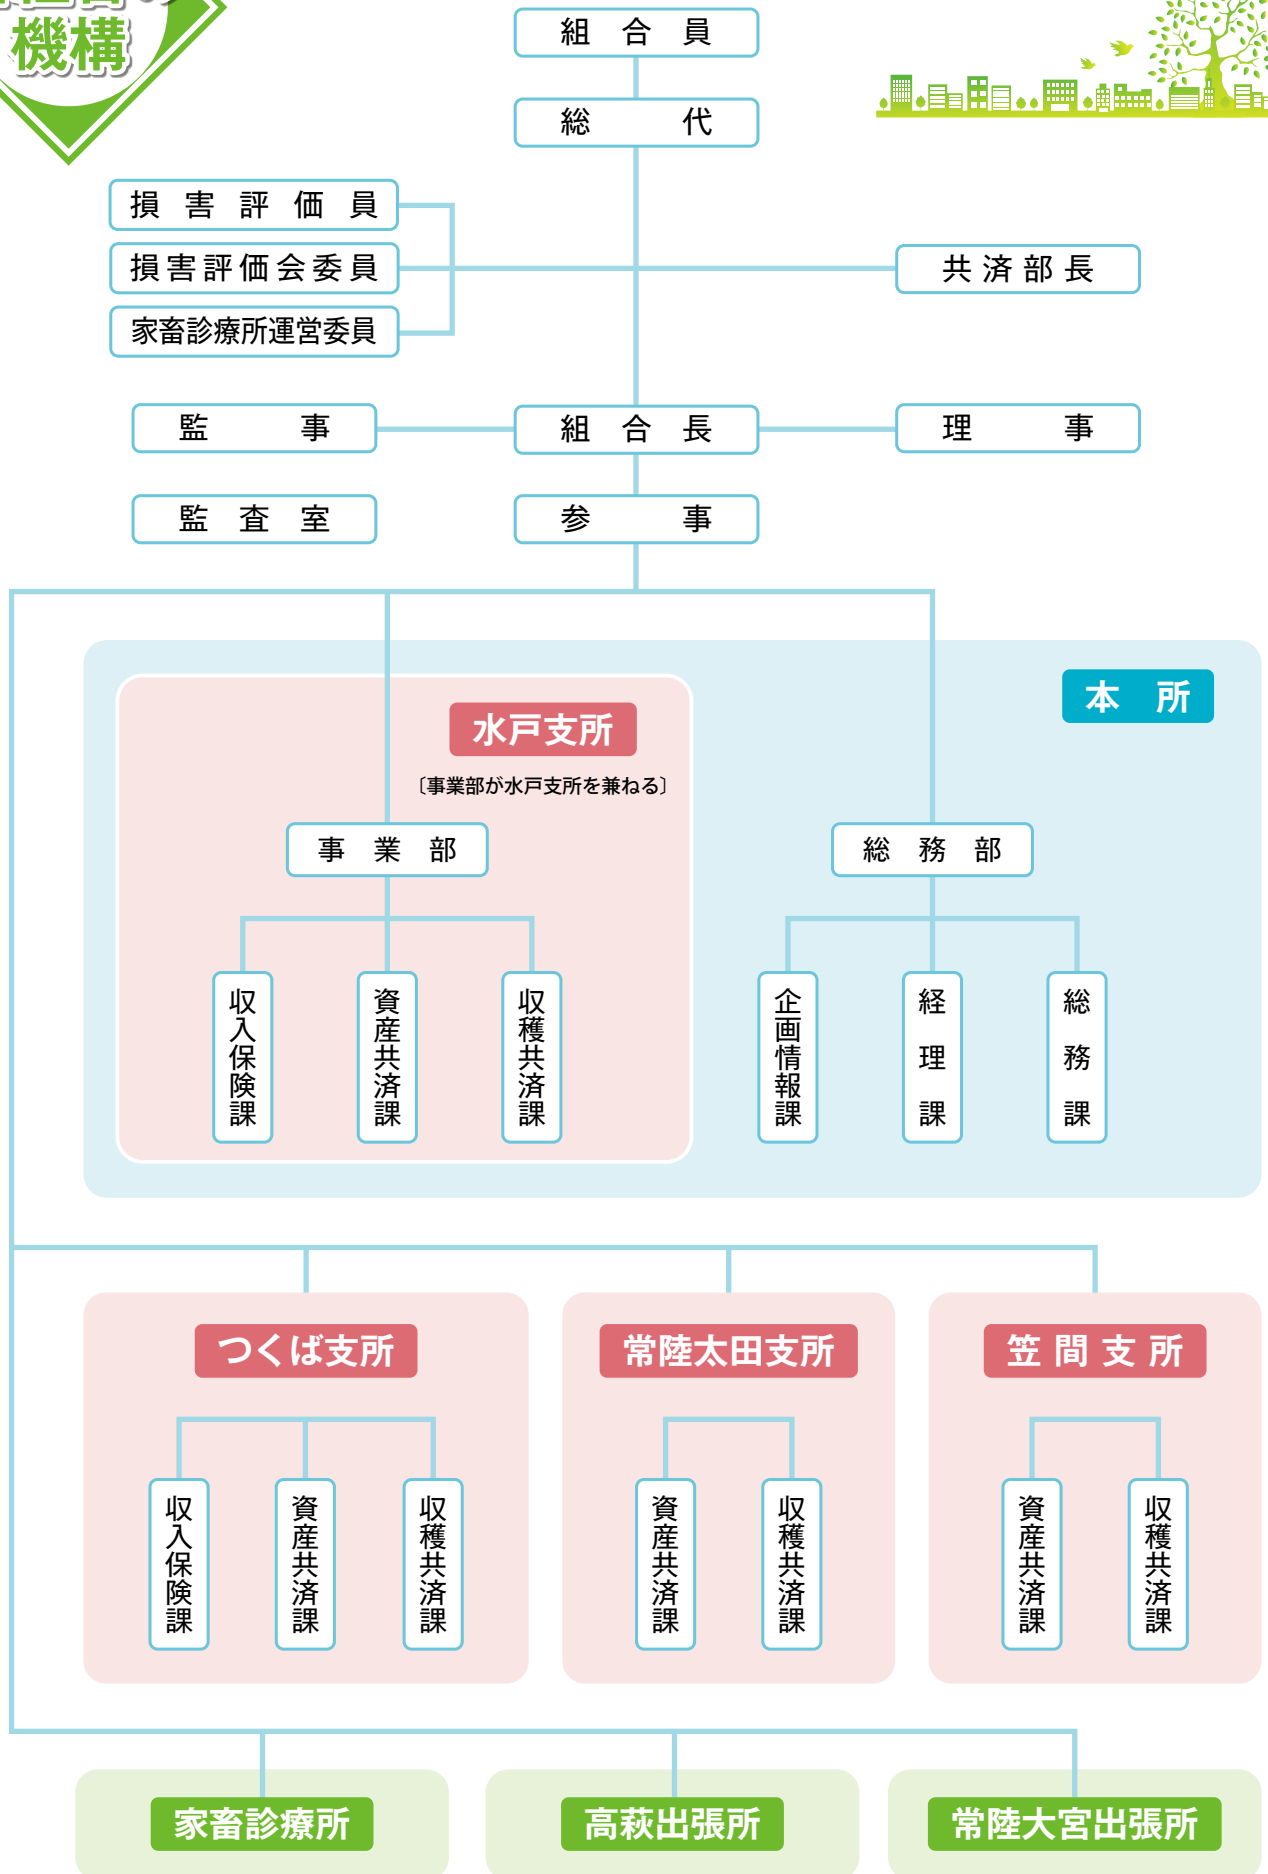 機構
組合員
総代
損害評価員
損害評価会委員
家畜診療所運営委員
共済部長
監事
組合長
理事
監査室
参事
本所
水戸支所
〔事業部が水戸支所を兼ねる〕
事業部
総務部
収入保険課
資産共済課
収穫共済課
企画情報課
経理課
総務課
つくば支所
常陸太田支所
笠間支所
収入保険課
資産共済課
収穫共済課
資産共済課
収穫共済課
資産共済課
収穫共済課
家畜診療所
高萩出張所
常陸大宮出張所